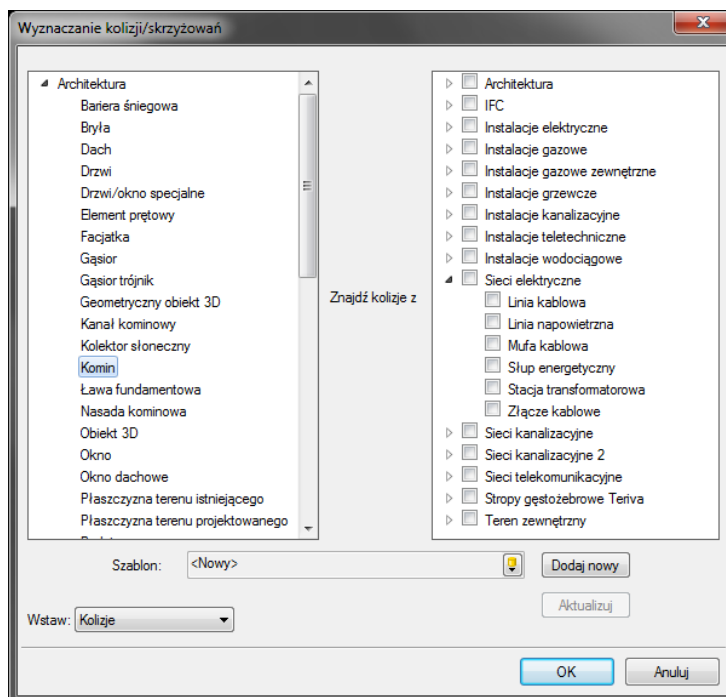 Wyznaczanie kolizji/skrzyżowań
Architektura
Bariera śniegowa
Bryła
Dach
Drzwi
Drzwi/okno specjalne
Element prętowy
Facjatka
Gąsior
Gąsior trójnik
Geometryczny obiekt 3D
Kanał kominowy
Kolektor słoneczny
Komin
Ława fundamentowa
Nasada kominowa
Obiekt 3D
Okno
Okno dachowe
Płaszczyzna terenu istniejącego
Płaszczyzna terenu projektowanego
Znajdź kolizje z
Architektura
IFC
Instalacje elektryczne
Instalacje gazowe
Instalacje gazowe zewnętrzne
Instalacje grzewcze
Instalacje kanalizacyjne
Instalacje teletechniczne
Instalacje wodociągowe
Sieci elektryczne
Linia kablowa
Linia napowietrzna
Mufa kablowa
Słup energetyczny
Stacja transformatorowa
Złącze kablowe
Sieci kanalizacyjne
Sieci kanalizacyjne 2
Sieci telekomunikacyjne
Stropy gęstożebrowe Teriva
Teren zewnętrzny
Szablon: <Nowy> Dodaj nowy
Aktualizuj
Wstaw: Kolizje
OK Anuluj